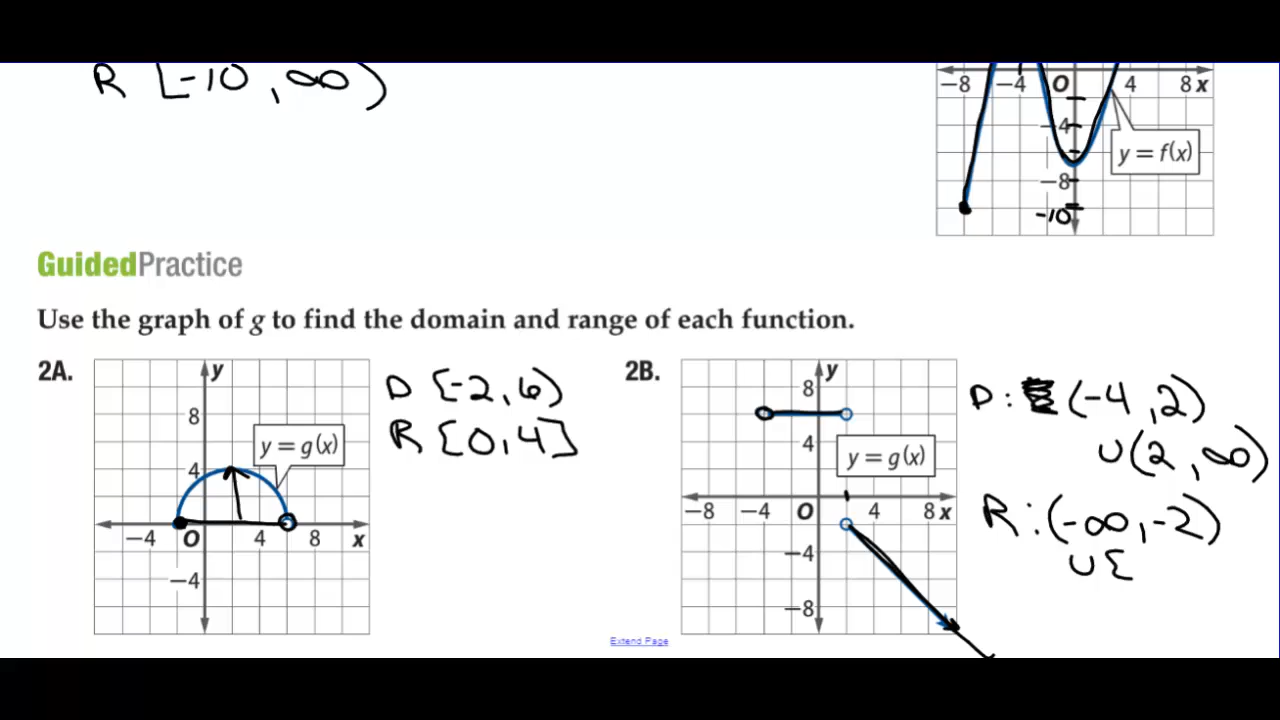 R [-10, ∞)
-8 -4 O 4 8 x
-4
y = f(x)
-8
-10
GuidedPractice
Use the graph of g to find the domain and range of each function.
2A.
y
8
y = g(x)
4
-4 O 4 8 x
-4
D [-2, 6)
R [0, 4]
2B.
y
8
4
y = g(x)
-8 -4 O 4 8 x
-4
-8
D: (-4, 2)
∪(2, ∞)
R: (-∞, -2)
∪{
Extend Page